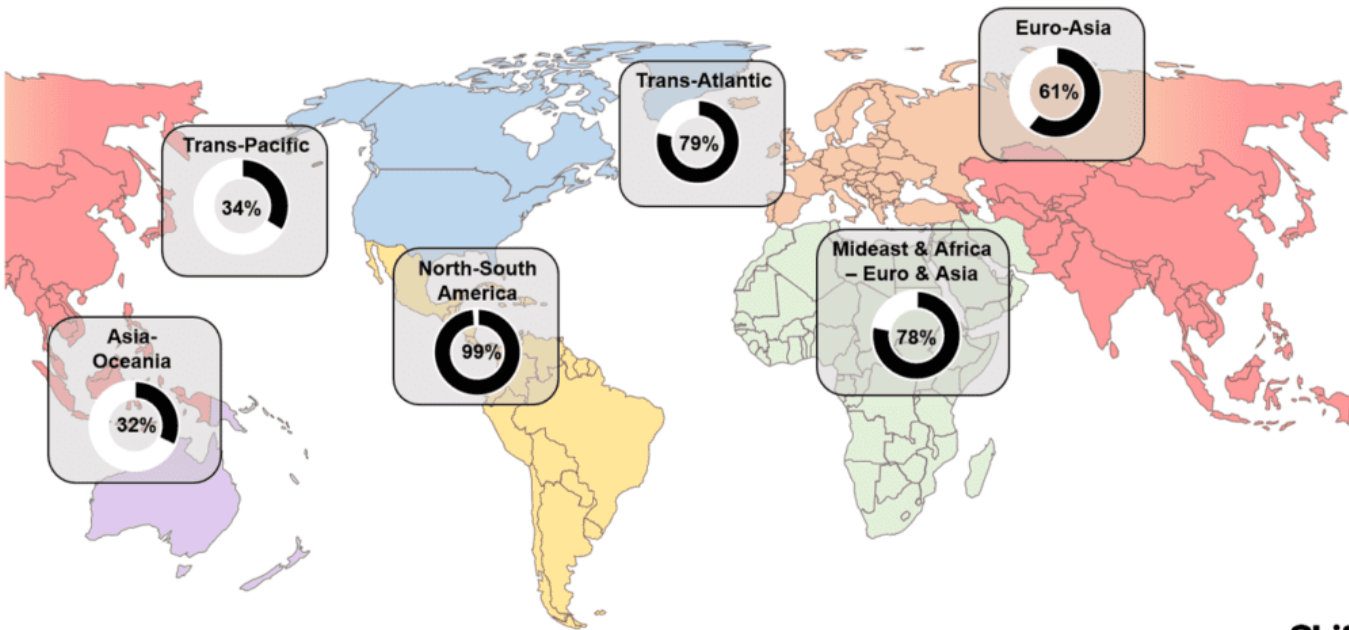 Euro-Asia
61%
Trans-Atlantic
79%
Trans-Pacific
34%
Mideast & Africa
– Euro & Asia
78%
North-South
America
99%
Asia-
Oceania
32%